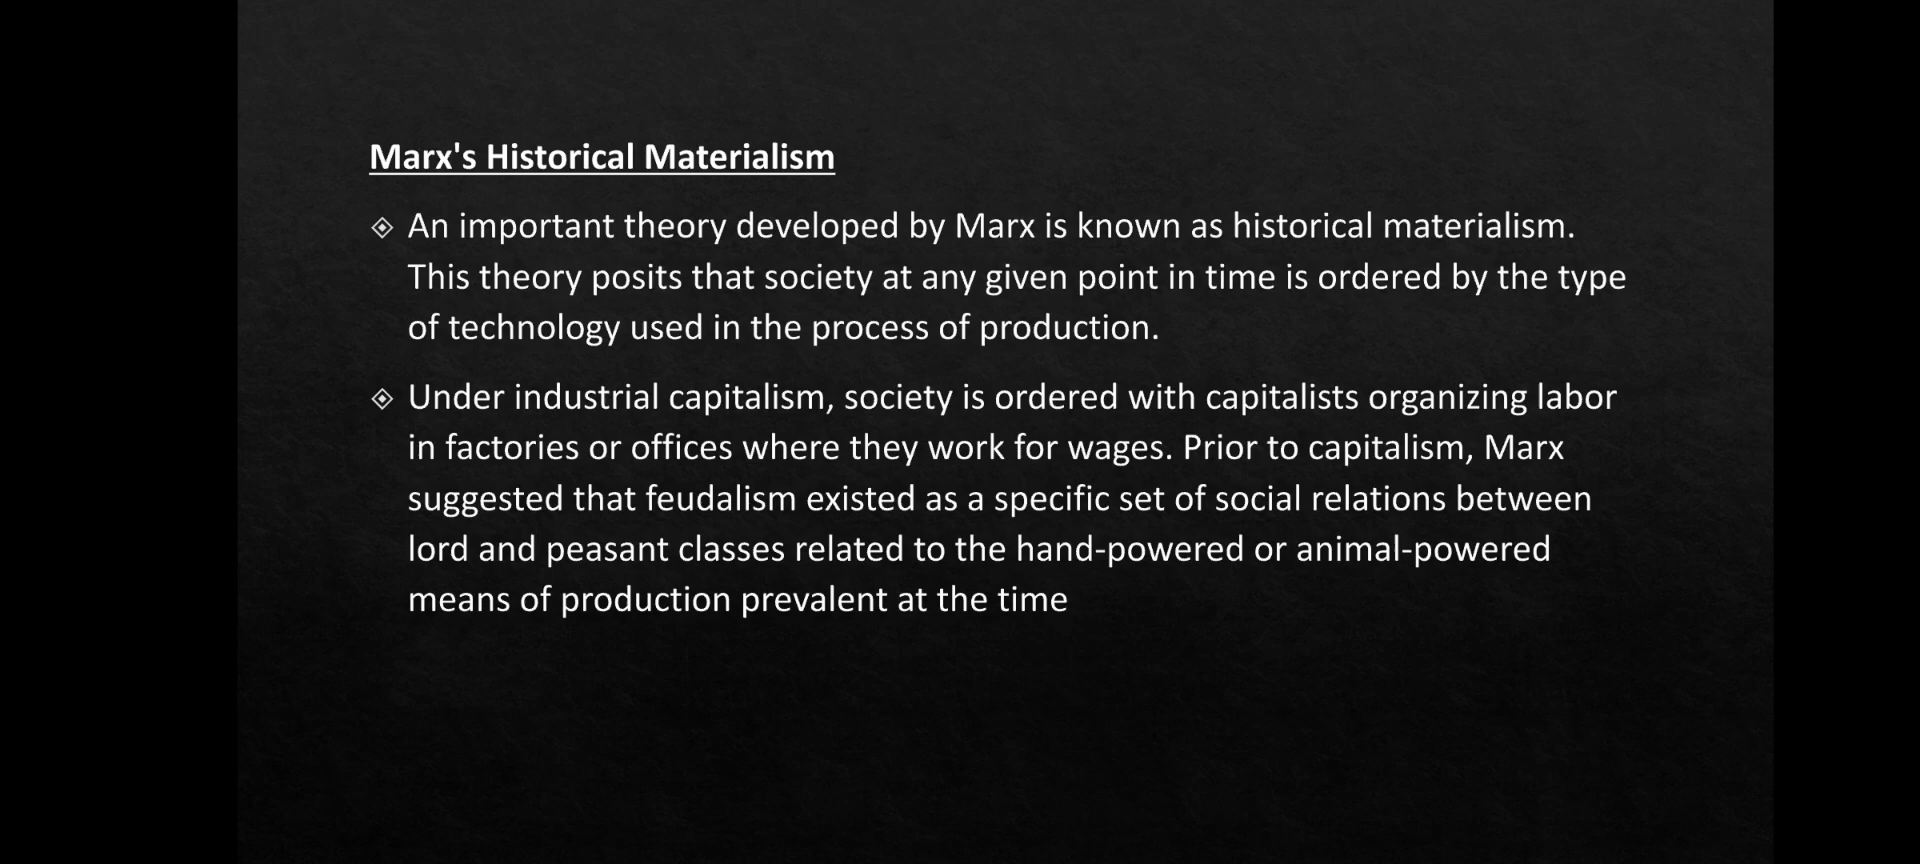 Marx's Historical Materialism
An important theory developed by Marx is known as historical materialism.
This theory posits that society at any given point in time is ordered by the type
of technology used in the process of production.
Under industrial capitalism, society is ordered with capitalists organizing labor
in factories or offices where they work for wages. Prior to capitalism, Marx
suggested that feudalism existed as a specific set of social relations between
lord and peasant classes related to the hand-powered or animal-powered
means of production prevalent at the time